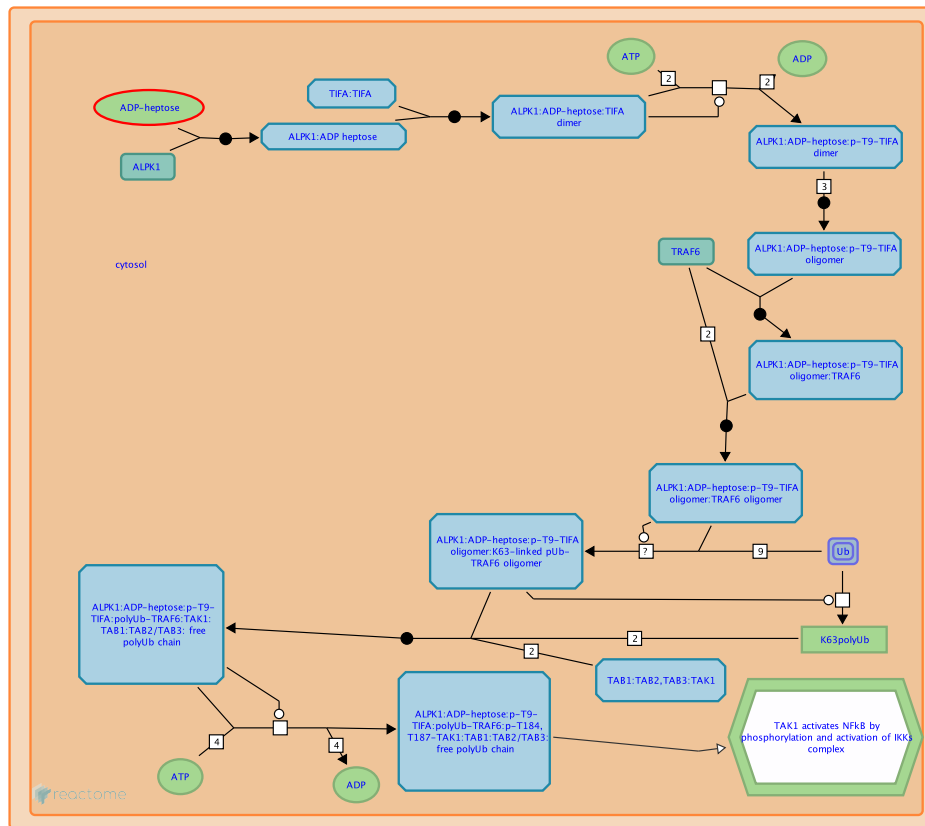 ATP
ADP
2
2
TIFA:TIFA
ADP-heptose
ALPK1:ADP-heptose:TIFA
dimer
ALPK1:ADP heptose
ALPK1
ALPK1:ADP-heptose:p-T9-TIFA
dimer
3
cytosol
TRAF6
ALPK1:ADP-heptose:p-T9-TIFA
oligomer
2
ALPK1:ADP-heptose:p-T9-TIFA
oligomer:TRAF6
ALPK1:ADP-heptose:p-T9-TIFA
oligomer:TRAF6 oligomer
ALPK1:ADP-heptose:p-T9-TIFA
oligomer:K63-linked pUb-
TRAF6 oligomer
?
9
Ub
ALPK1:ADP-heptose:p-T9-
TIFA:polyUb-TRAF6:TAK1:
TAB1:TAB2/TAB3: free
polyUb chain
2
K63polyUb
2
TAB1:TAB2,TAB3:TAK1
ALPK1:ADP-heptose:p-T9-
TIFA:polyUb-TRAF6:p-T184,
T187-TAK1:TAB1:TAB2/TAB3:
free polyUb chain
TAK1 activates NFkB by
phosphorylation and activation of IKKs
complex
4
4
ATP
ADP
reactome